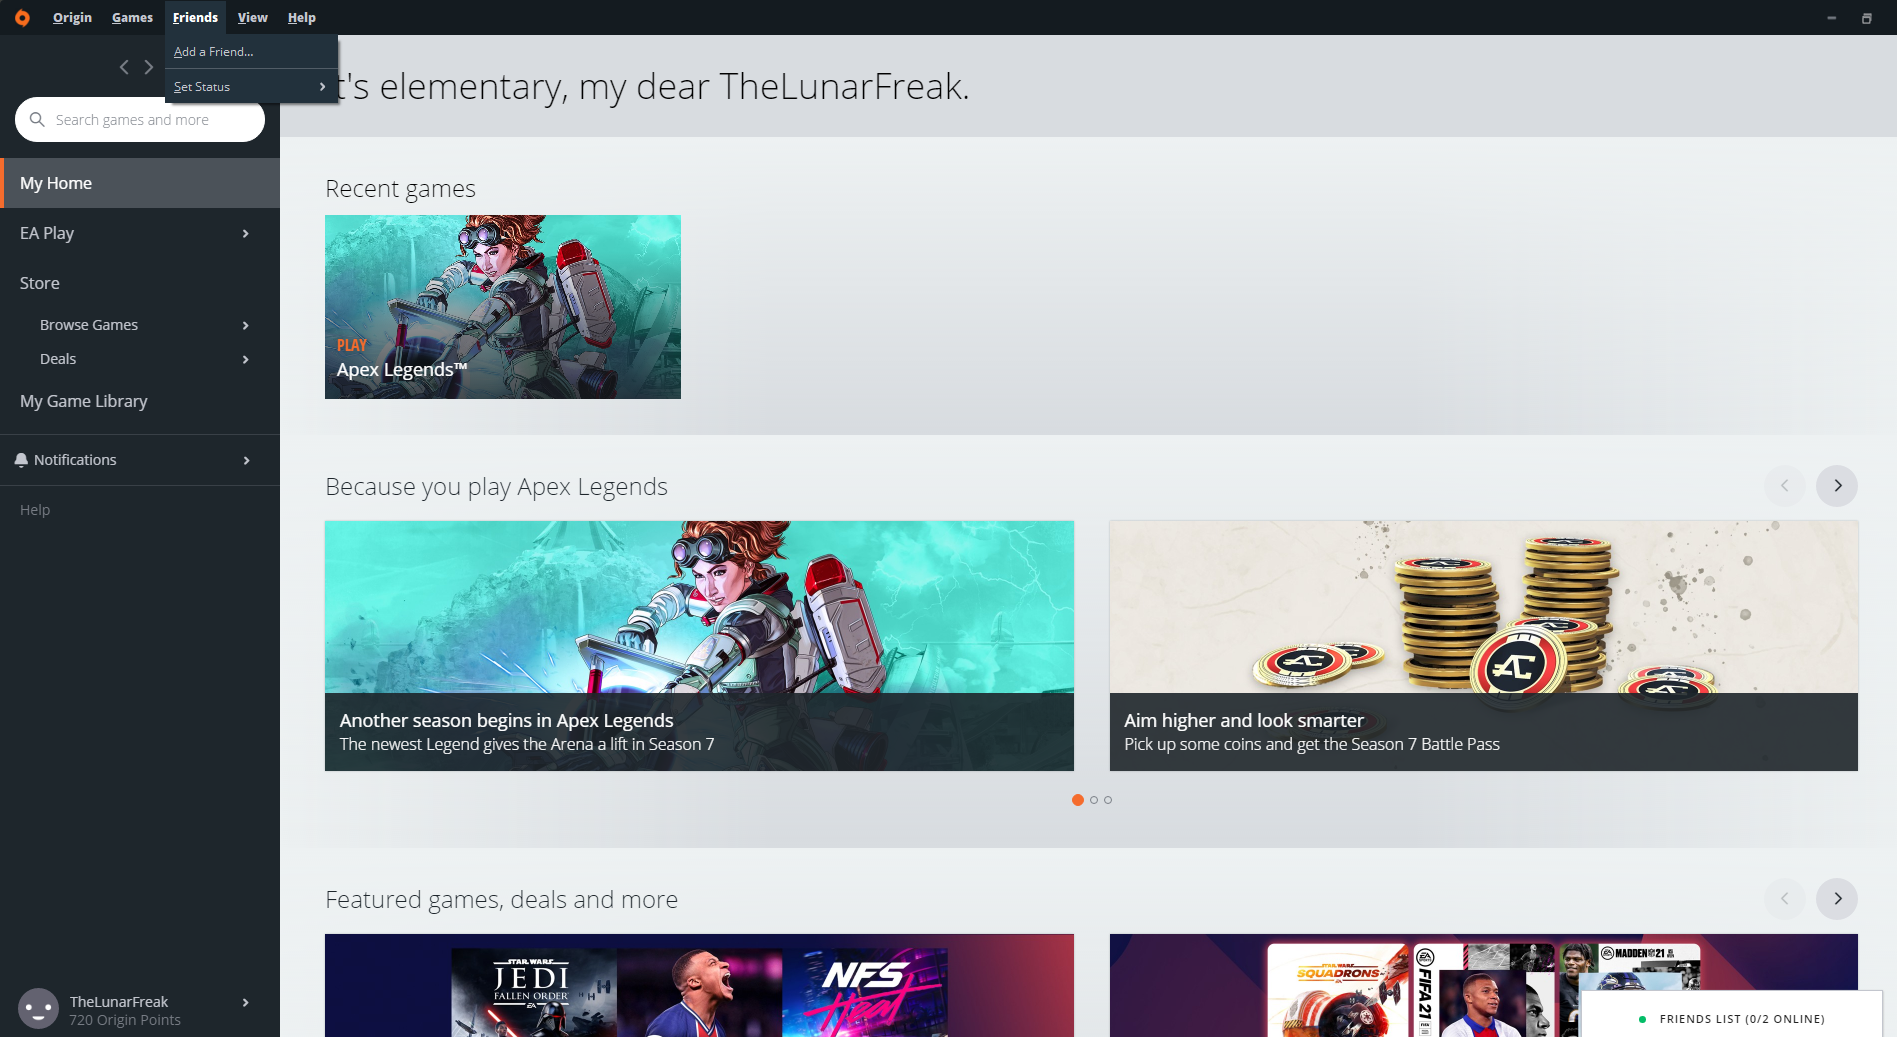 Origin Games Friends View Help
Add a Friend...
Set Status
t's elementary, my dear TheLunarFreak.
Search games and more
My Home
EA Play
Store
Browse Games
Deals
My Game Library
Notifications
Help
TheLunarFreak
720 Origin Points
Recent games
PLAY
Apex Legends™
Because you play Apex Legends
Another season begins in Apex Legends
The newest Legend gives the Arena a lift in Season 7
Aim higher and look smarter
Pick up some coins and get the Season 7 Battle Pass
Featured games, deals and more
STAR WARS
JEDI
FALLEN ORDER
NFS
Heat
STAR WARS
SQUADRONS
EA
FIFA 21
MADDEN 21
FRIENDS LIST (0/2 ONLINE)